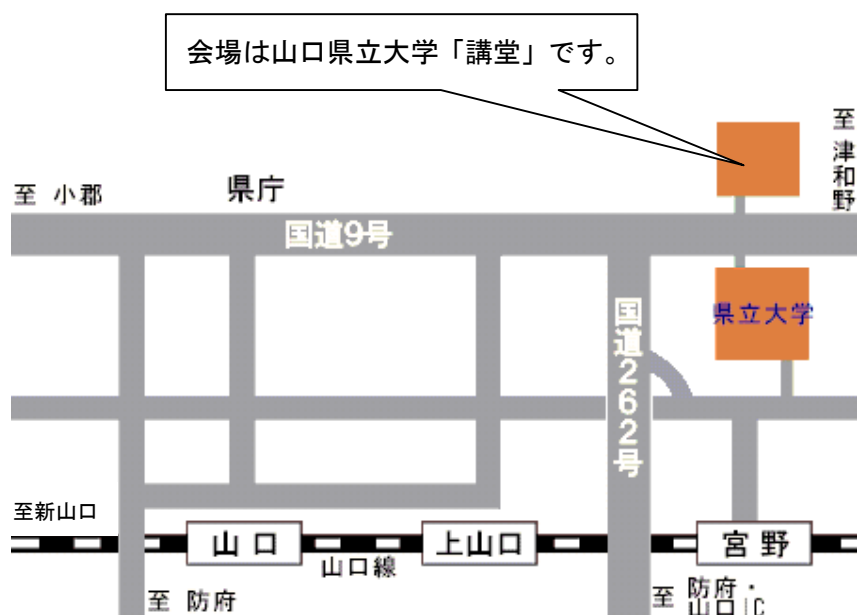 会場は山口県立大学「講堂」です。
至 津和野
至 小郡
県庁
国道9号
県立大学
国道262号
至新山口
山口
上山口
宮野
山口線
至 防府
至 防府・
山口IC